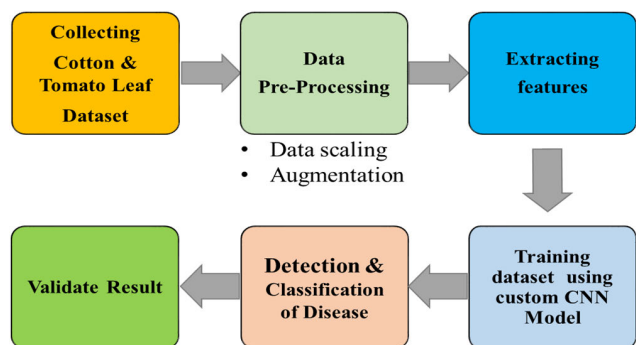 Collecting
Cotton &
Tomato Leaf
Dataset
Data
Pre-Processing
• Data scaling
• Augmentation
Extracting
features
Training
dataset using
custom CNN
Model
Detection &
Classification
of Disease
Validate Result